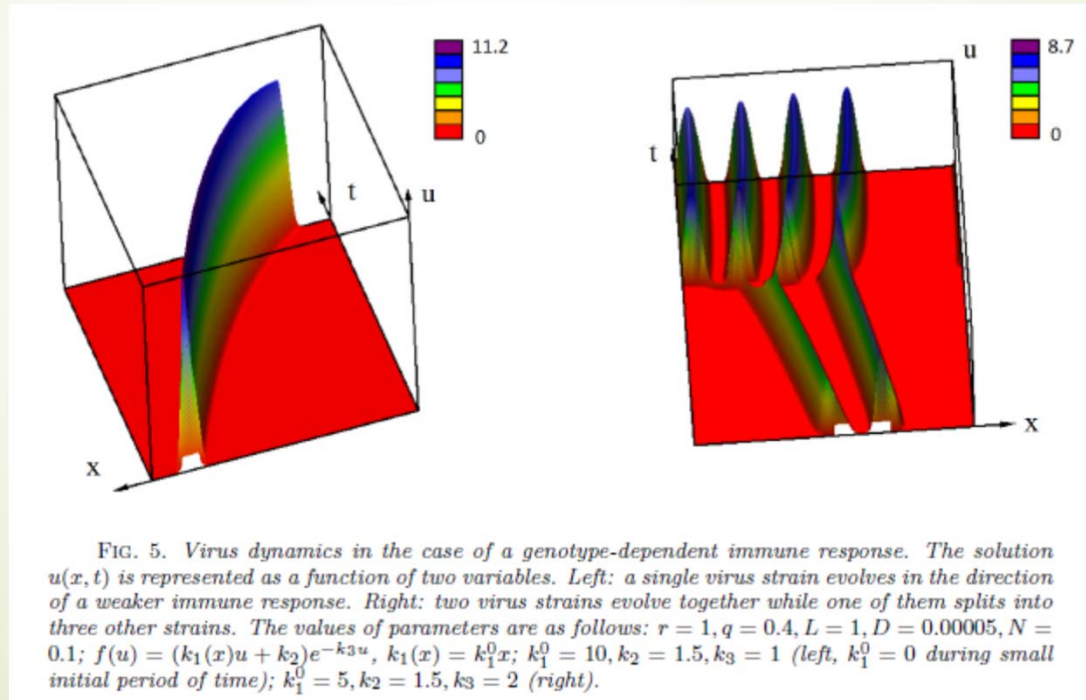 11.2
0
t
u
x
u
8.7
0
t
x
FIG. 5. Virus dynamics in the case of a genotype-dependent immune response. The solution
u(x, t) is represented as a function of two variables. Left: a single virus strain evolves in the direction
of a weaker immune response. Right: two virus strains evolve together while one of them splits into
three other strains. The values of parameters are as follows: r = 1, q = 0.4, L = 1, D = 0.00005, N =
0.1; f(u) = (k₁(x)u + k₂)e^{−k₃u}, k₁(x) = k₁⁰x; k₁⁰ = 10, k₂ = 1.5, k₃ = 1 (left, k₁⁰ = 0 during small
initial period of time); k₁⁰ = 5, k₂ = 1.5, k₃ = 2 (right).